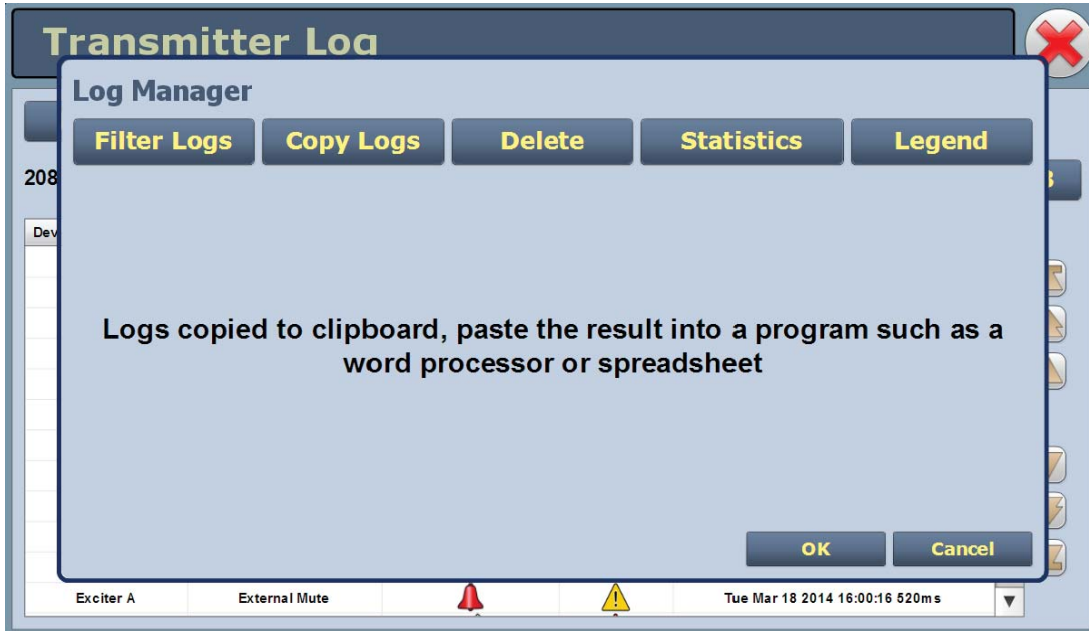 Transmitter Log
Log Manager
Filter Logs Copy Logs Delete Statistics Legend
208
Dev
Logs copied to clipboard, paste the result into a program such as a
word processor or spreadsheet
OK Cancel
Exciter A External Mute Tue Mar 18 2014 16:00:16 520ms